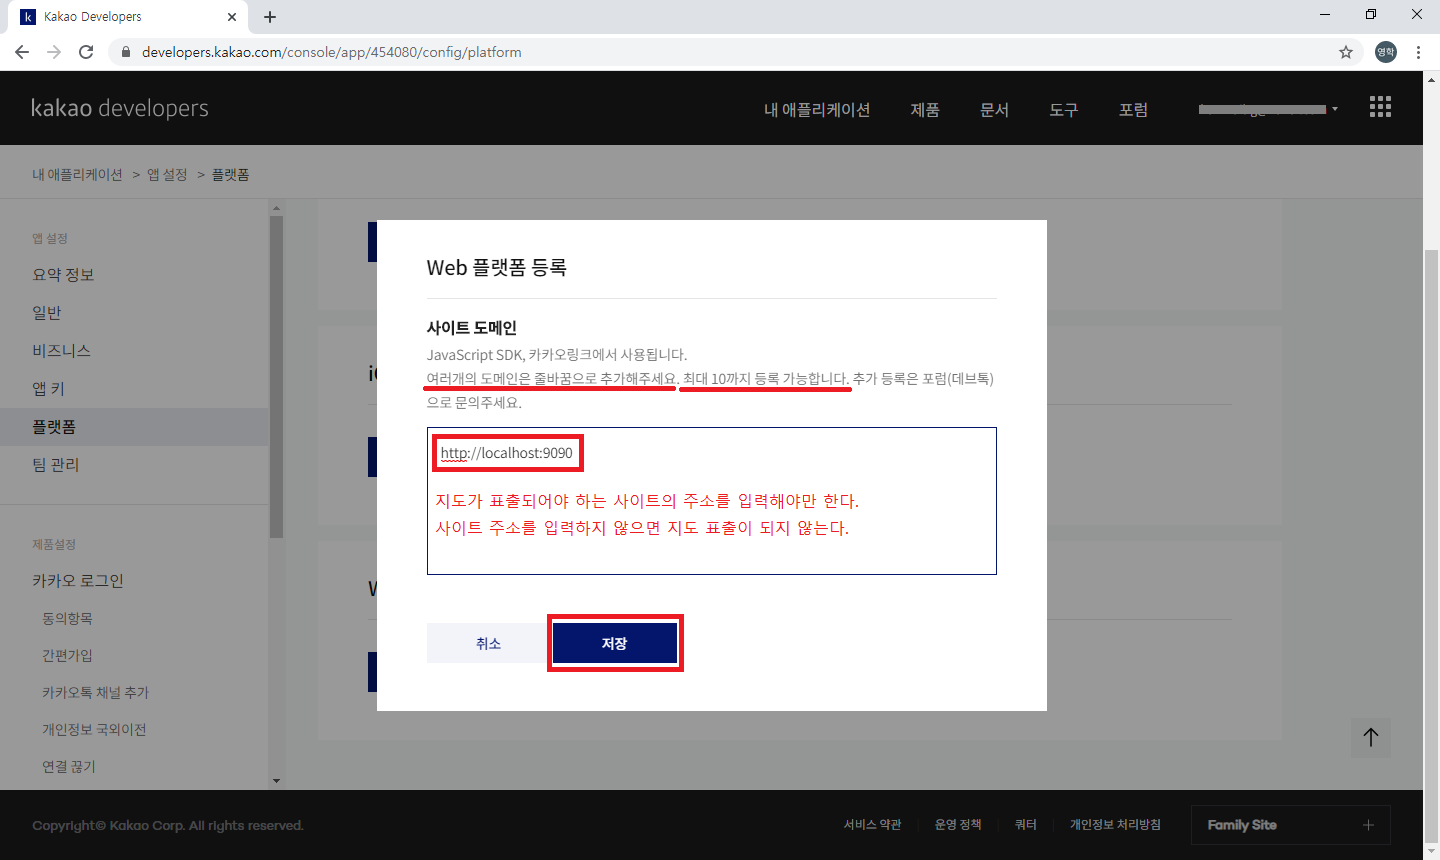 k Kakao Developers
developers.kakao.com/console/app/454080/config/platform
영학
kakao developers
내 애플리케이션 제품 문서 도구 포럼
내 애플리케이션 > 앱 설정 > 플랫폼
앱 설정
요약 정보
일반
비즈니스
앱 키
플랫폼
팀 관리
제품설정
카카오 로그인
동의항목
간편가입
카카오톡 채널 추가
개인정보 국외이전
연결 끊기
Web 플랫폼 등록
사이트 도메인
JavaScript SDK, 카카오링크에서 사용됩니다.
여러개의 도메인은 줄바꿈으로 추가해주세요. 최대 10까지 등록 가능합니다. 추가 등록은 포럼(데브톡)
으로 문의주세요.
http://localhost:9090
지도가 표출되어야 하는 사이트의 주소를 입력해야만 한다.
사이트 주소를 입력하지 않으면 지도 표출이 되지 않는다.
취소 저장
Copyright© Kakao Corp. All rights reserved.
서비스 약관 운영 정책 쿼터 개인정보 처리방침 Family Site